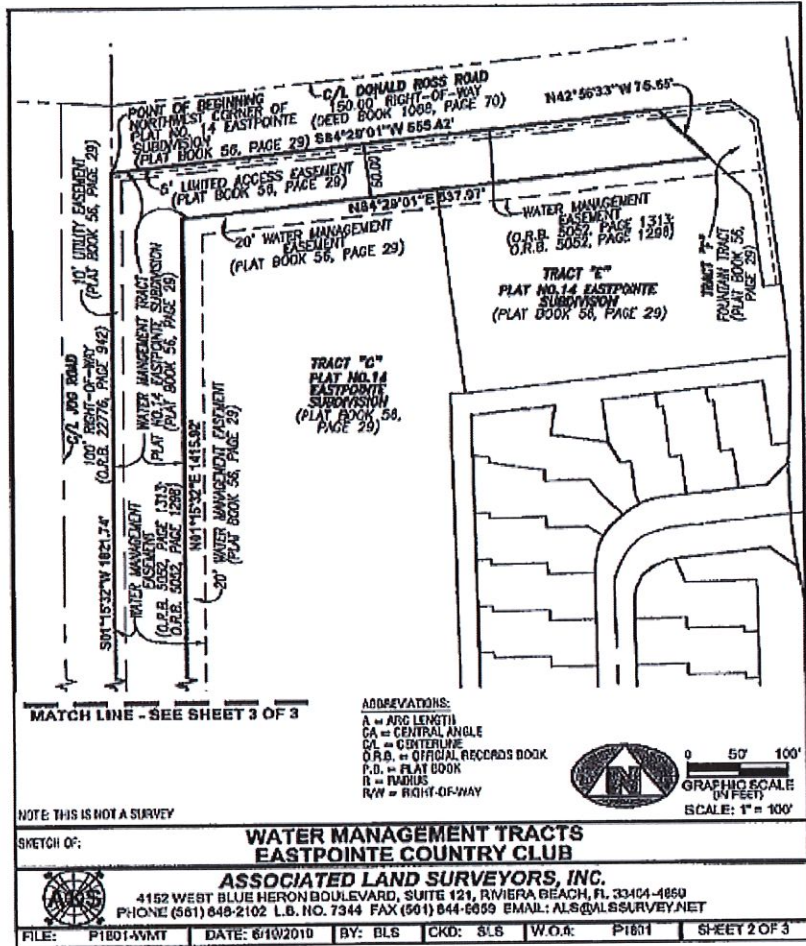 C/L DONALD ROSS ROAD
150.00' RIGHT-OF-WAY
(DEED BOOK 1088, PAGE 70)
N42°56'33"W 75.65'
POINT OF BEGINNING
NORTHWEST CORNER OF
PLAT NO. 14 EASTPOINTE
SUBDIVISION
(PLAT BOOK 56, PAGE 29)
S84°29'01"W 555.42'
5' LIMITED ACCESS EASEMENT
(PLAT BOOK 56, PAGE 29)
50.00'
N84°29'01"E 537.97'
20' WATER MANAGEMENT
EASEMENT
(PLAT BOOK 56, PAGE 29)
WATER MANAGEMENT
EASEMENT
(O.R.B. 5052, PAGE 1313;
O.R.B. 5052, PAGE 1298)
TRACT "F"
FOUNTAIN TRACT
(PLAT BOOK 56,
PAGE 29)
TRACT "E"
PLAT NO.14 EASTPOINTE
SUBDIVISION
(PLAT BOOK 56, PAGE 29)
TRACT "C"
PLAT NO.14
EASTPOINTE
SUBDIVISION
(PLAT BOOK 56,
PAGE 29)
10' UTILITY EASEMENT
(PLAT BOOK 56, PAGE 29)
C/L JOG ROAD
100' RIGHT-OF-WAY
(O.R.B. 22776, PAGE 942)
WATER MANAGEMENT TRACT
PLAT NO.14 EASTPOINTE SUBDIVISION
(PLAT BOOK 56, PAGE 29)
S01°15'32"W 1821.74'
WATER MANAGEMENT
EASEMENT
(O.R.B. 5052, PAGE 1313;
O.R.B. 5052, PAGE 1298)
N01°15'32"E 1415.92'
20' WATER MANAGEMENT EASEMENT
(PLAT BOOK 56, PAGE 29)
MATCH LINE - SEE SHEET 3 OF 3
ABBREVIATIONS:
A = ARC LENGTH
CA = CENTRAL ANGLE
C/L = CENTERLINE
O.R.B. = OFFICIAL RECORDS BOOK
P.B. = PLAT BOOK
R = RADIUS
R/W = RIGHT-OF-WAY
N
0 50' 100'
GRAPHIC SCALE
(IN FEET)
SCALE: 1" = 100'
NOTE: THIS IS NOT A SURVEY
SKETCH OF:
WATER MANAGEMENT TRACTS
EASTPOINTE COUNTRY CLUB
ASSOCIATED LAND SURVEYORS, INC.
4152 WEST BLUE HERON BOULEVARD, SUITE 121, RIVIERA BEACH, FL. 33404-4860
PHONE (561) 848-2102 L.B. NO. 7344 FAX (561) 844-9659 EMAIL: ALS@ALSSURVEY.NET
FILE: P1801-WMT DATE: 6/19/2010 BY: BLS CKD: SLS W.O.#: P1801 SHEET 2 OF 3